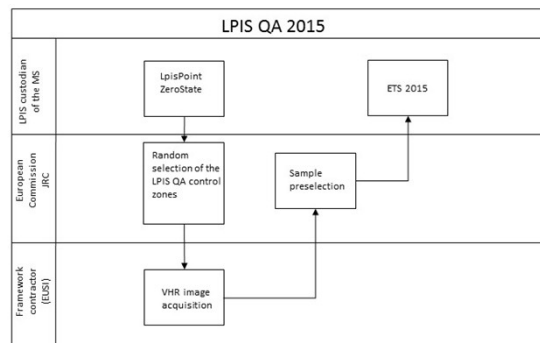 LPIS QA 2015
LPIS custodian
of the MS
LpisPoint
ZeroState
ETS 2015
European
Commission
JRC
Random
selection of the
LPIS QA control
zones
Sample
preselection
Framework
contractor
(EUSI)
VHR image
acquisition